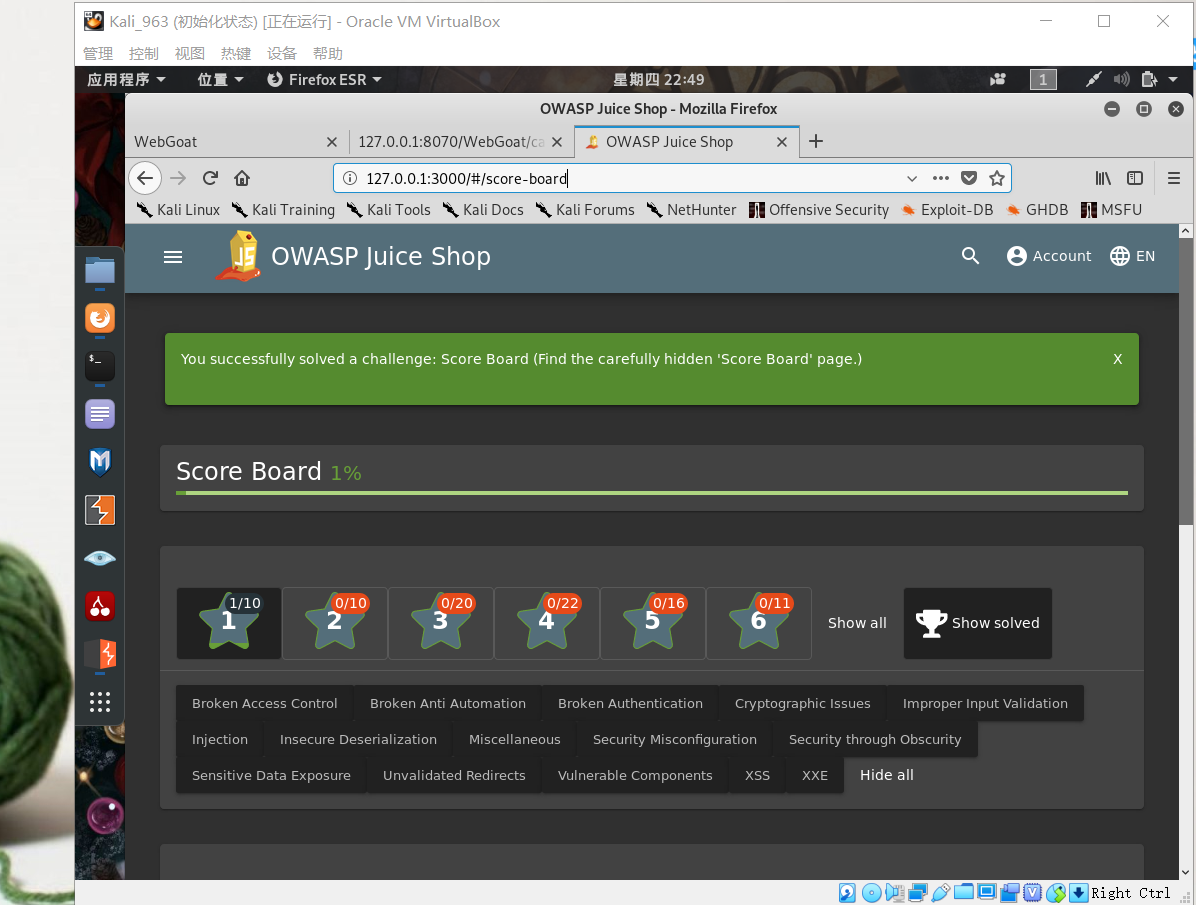 Kali_963 (初始化状态) [正在运行] - Oracle VM VirtualBox
管理 控制 视图 热键 设备 帮助
应用程序 位置 Firefox ESR 星期四 22:49 1
OWASP Juice Shop - Mozilla Firefox
WebGoat 127.0.0.1:8070/WebGoat/ca OWASP Juice Shop
127.0.0.1:3000/#/score-board
Kali Linux Kali Training Kali Tools Kali Docs Kali Forums NetHunter Offensive Security Exploit-DB GHDB MSFU
JS OWASP Juice Shop Account EN
You successfully solved a challenge: Score Board (Find the carefully hidden 'Score Board' page.) X
Score Board 1%
1 1/10 2 0/10 3 0/20 4 0/22 5 0/16 6 0/11 Show all Show solved
Broken Access Control Broken Anti Automation Broken Authentication Cryptographic Issues Improper Input Validation
Injection Insecure Deserialization Miscellaneous Security Misconfiguration Security through Obscurity
Sensitive Data Exposure Unvalidated Redirects Vulnerable Components XSS XXE Hide all
Right Ctrl